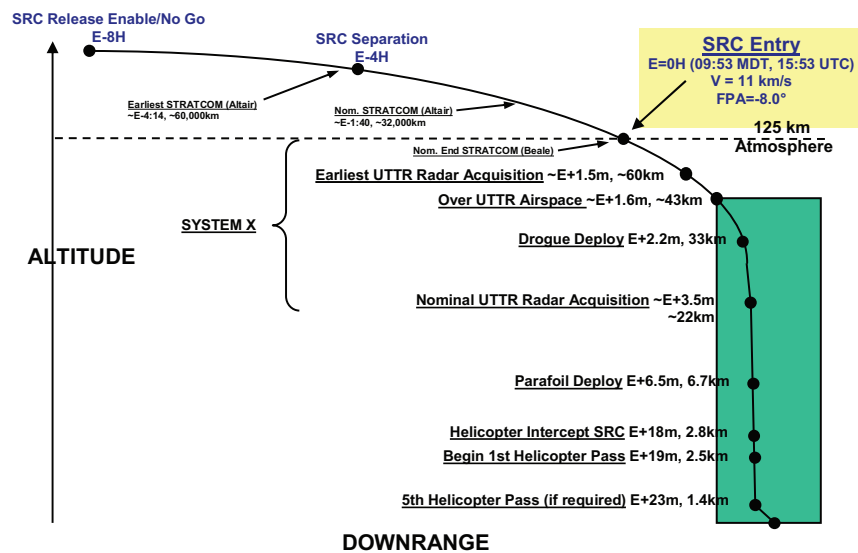 SRC Release Enable/No Go
E-8H
SRC Separation
E-4H
SRC Entry
E=0H (09:53 MDT, 15:53 UTC)
V = 11 km/s
FPA=-8.0°
Earliest STRATCOM (Altair)
~E-4:14, ~60,000km
Nom. STRATCOM (Altair)
~E-1:40, ~32,000km
125 km
Atmosphere
Nom. End STRATCOM (Beale)
Earliest UTTR Radar Acquisition ~E+1.5m, ~60km
Over UTTR Airspace ~E+1.6m, ~43km
SYSTEM X
Drogue Deploy E+2.2m, 33km
ALTITUDE
Nominal UTTR Radar Acquisition ~E+3.5m
~22km
Parafoil Deploy E+6.5m, 6.7km
Helicopter Intercept SRC E+18m, 2.8km
Begin 1st Helicopter Pass E+19m, 2.5km
5th Helicopter Pass (if required) E+23m, 1.4km
DOWNRANGE